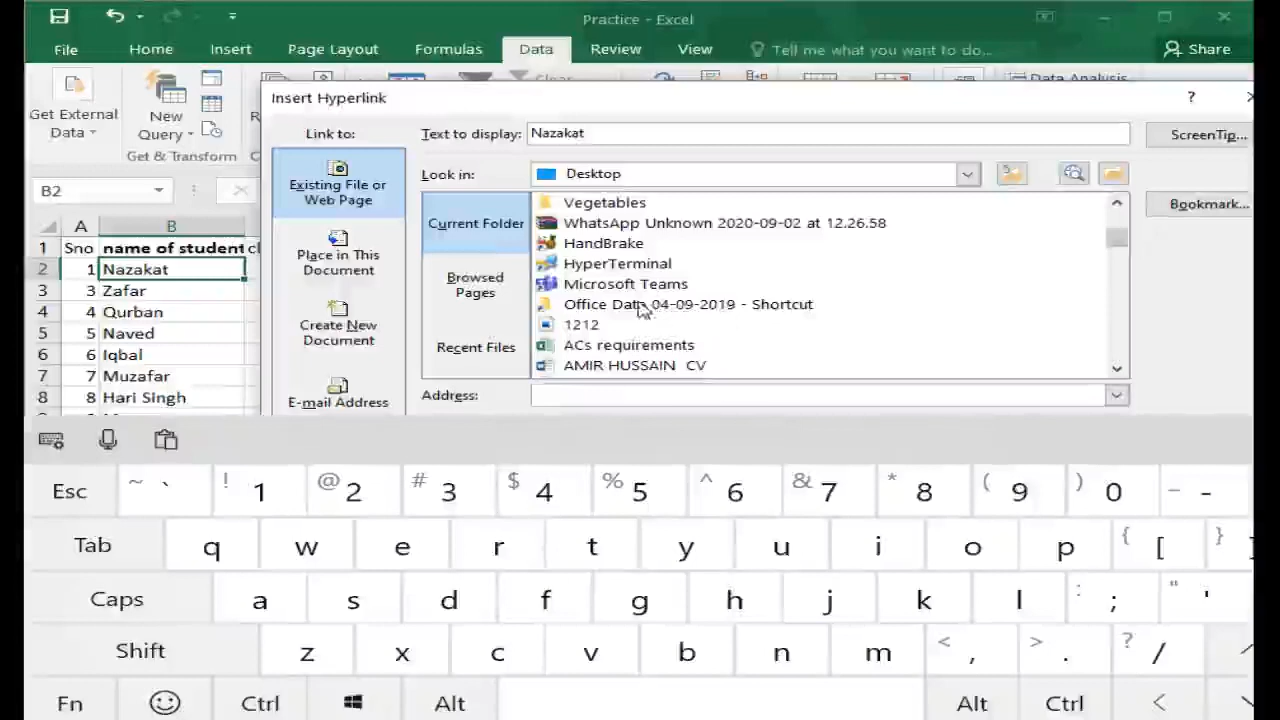 Practice - Excel
File Home Insert Page Layout Formulas Data Review View Tell me what you want to do... Share
Get External Data
New Query
Get & Transform
Clear
Data Analysis
Insert Hyperlink
?
Link to:
Text to display: Nazakat
ScreenTip...
Existing File or Web Page
Look in: Desktop
Bookmark...
Place in This Document
Create New Document
E-mail Address
Current Folder
Browsed Pages
Recent Files
Vegetables
WhatsApp Unknown 2020-09-02 at 12.26.58
HandBrake
HyperTerminal
Microsoft Teams
Office Data 04-09-2019 - Shortcut
1212
ACs requirements
AMIR HUSSAIN CV
Address:
B2
A B
1 Sno name of student cl
2 1 Nazakat
3 3 Zafar
4 4 Qurban
5 5 Naved
6 6 Iqbal
7 7 Muzafar
8 8 Hari Singh
Esc ~ ` ! 1 @ 2 # 3 $ 4 % 5 ^ 6 & 7 * 8 ( 9 ) 0 _ -
Tab q w e r t y u i o p { [ } ]
Caps a s d f g h j k l : ; " '
Shift z x c v b n m < , > . ? /
Fn Ctrl Alt Alt Ctrl <